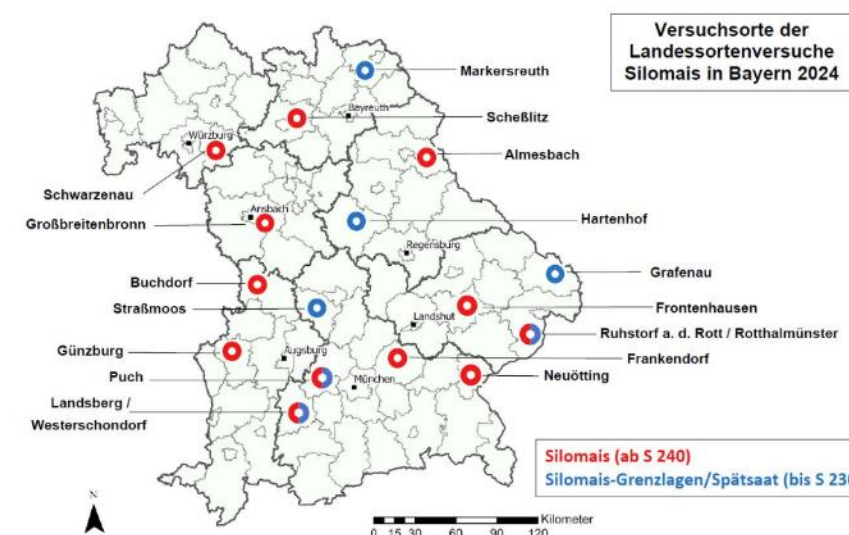 Versuchsorte der
Landessortenversuche
Silomais in Bayern 2024
Markersreuth
Bayreuth
Scheßlitz
Würzburg
Almesbach
Schwarzenau
Ansbach
Großbreitenbronn
Hartenhof
Regensburg
Grafenau
Buchdorf
Straßmoos
Frontenhausen
Landshut
Ruhstorf a. d. Rott / Rotthalmünster
Günzburg
Augsburg
Frankendorf
Puch
München
Neuötting
Landsberg /
Westerschondorf
Silomais (ab S 240)
Silomais-Grenzlagen/Spätsaat (bis S 230
N
Kilometer
0 15 30 60 90 120